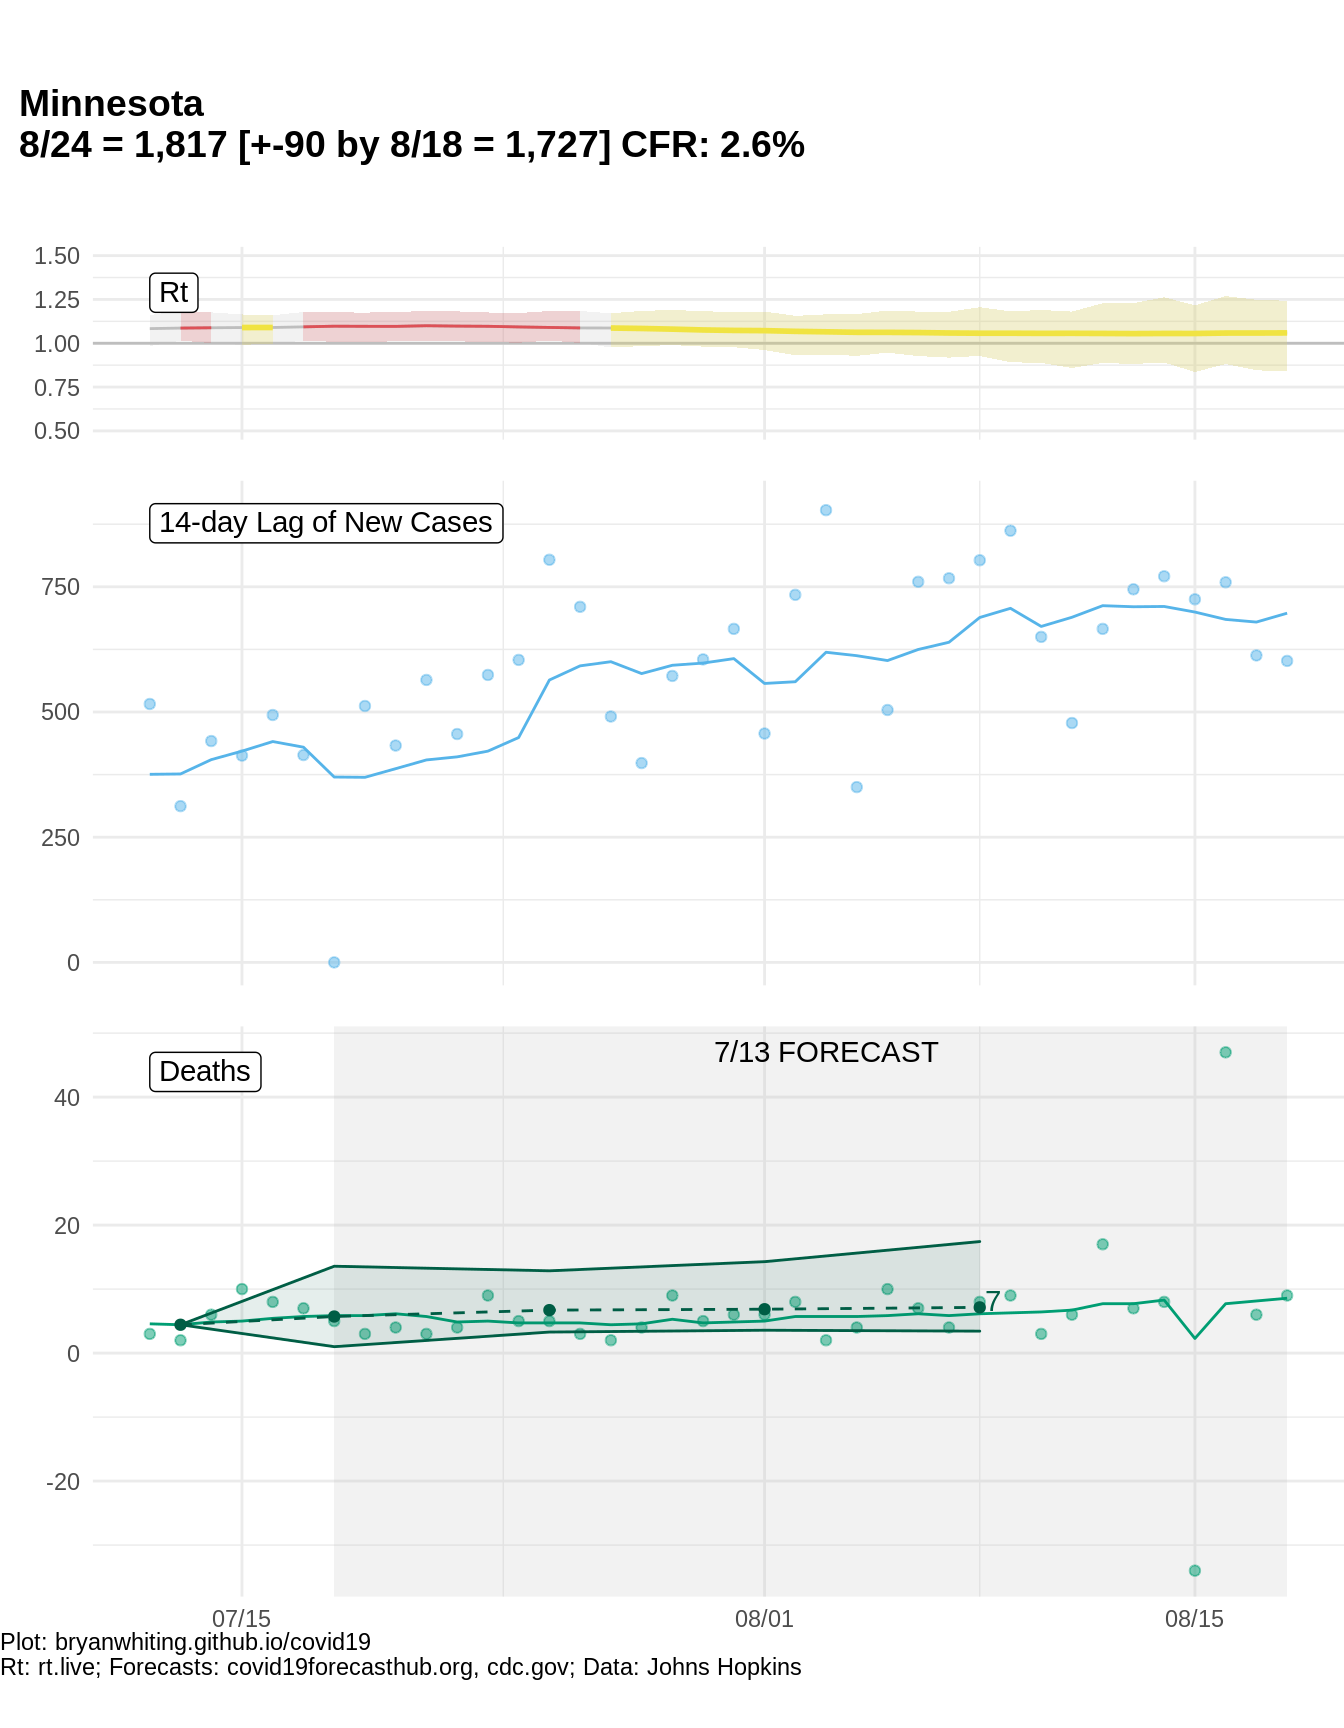 Minnesota
8/24 = 1,817 [+-90 by 8/18 = 1,727] CFR: 2.6%
1.50
1.25
1.00
0.75
0.50
Rt
14-day Lag of New Cases
750
500
250
0
7/13 FORECAST
Deaths
40
20
0
-20
7
07/15
08/01
08/15
Plot: bryanwhiting.github.io/covid19
Rt: rt.live; Forecasts: covid19forecasthub.org, cdc.gov; Data: Johns Hopkins